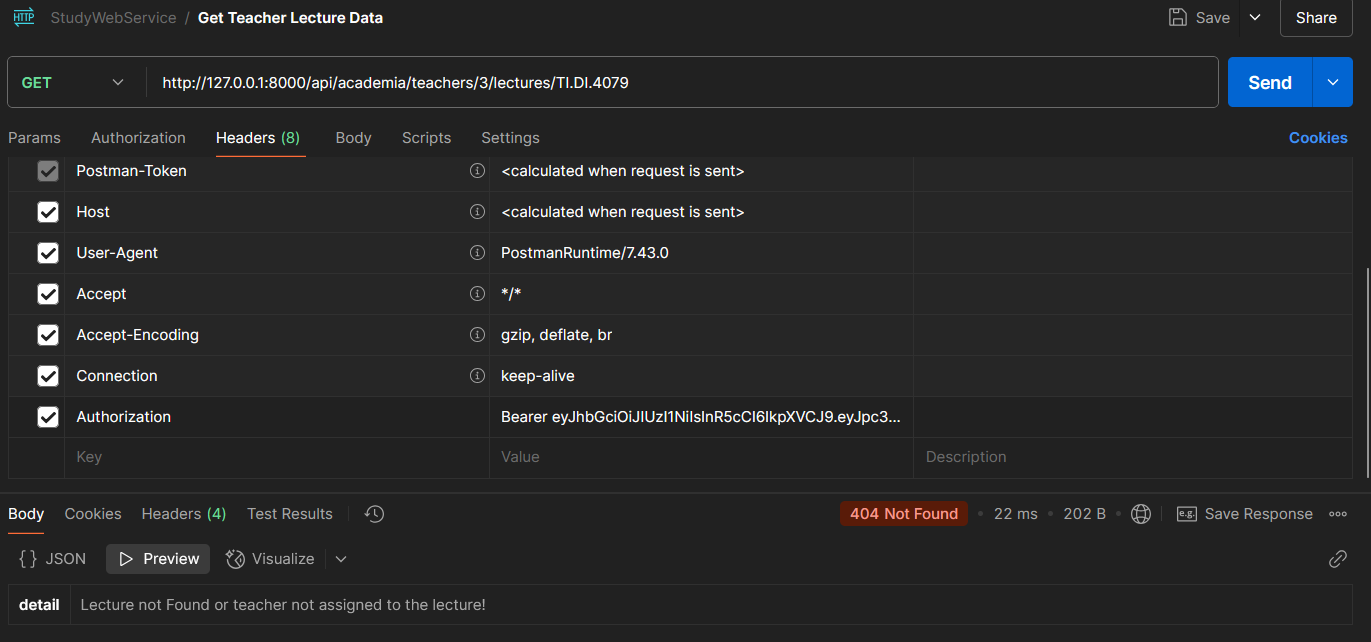 HTTP StudyWebService / Get Teacher Lecture Data Save Share
GET http://127.0.0.1:8000/api/academia/teachers/3/lectures/TI.DI.4079 Send
Params Authorization Headers (8) Body Scripts Settings Cookies
Postman-Token <calculated when request is sent>
Host <calculated when request is sent>
User-Agent PostmanRuntime/7.43.0
Accept */*
Accept-Encoding gzip, deflate, br
Connection keep-alive
Authorization Bearer eyJhbGciOiJIUzI1NiIsInR5cCI6IkpXVCJ9.eyJpc3...
Key Value Description
Body Cookies Headers (4) Test Results 404 Not Found • 22 ms • 202 B • e.g. Save Response
{} JSON Preview Visualize
detail Lecture not Found or teacher not assigned to the lecture!